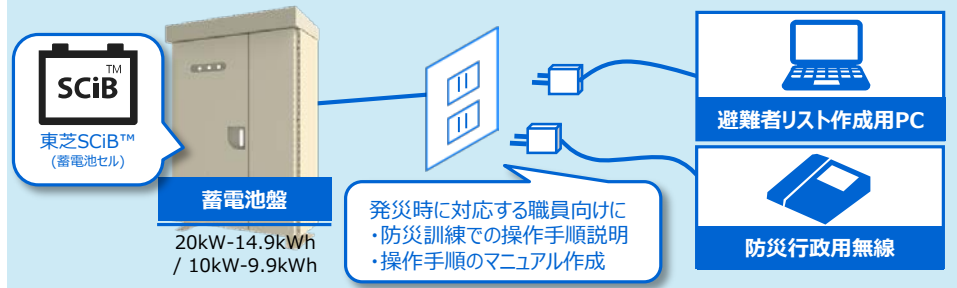 SCiB™
東芝SCiB™
(蓄電池セル)
蓄電池盤
20kW-14.9kWh
/ 10kW-9.9kWh
発災時に対応する職員向けに
・防災訓練での操作手順説明
・操作手順のマニュアル作成
避難者リスト作成用PC
防災行政用無線